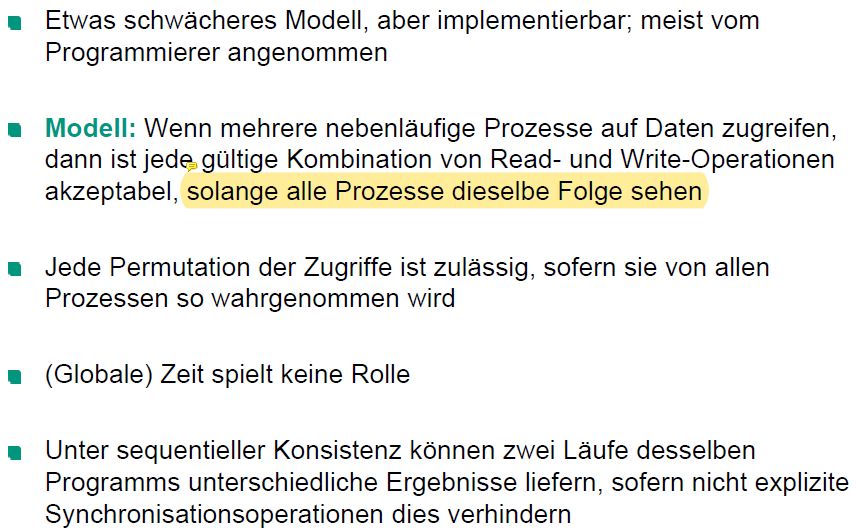 Etwas schwächeres Modell, aber implementierbar; meist vom
Programmierer angenommen
Modell: Wenn mehrere nebenläufige Prozesse auf Daten zugreifen,
dann ist jede gültige Kombination von Read- und Write-Operationen
akzeptabel, solange alle Prozesse dieselbe Folge sehen
Jede Permutation der Zugriffe ist zulässig, sofern sie von allen
Prozessen so wahrgenommen wird
(Globale) Zeit spielt keine Rolle
Unter sequentieller Konsistenz können zwei Läufe desselben
Programms unterschiedliche Ergebnisse liefern, sofern nicht explizite
Synchronisationsoperationen dies verhindern